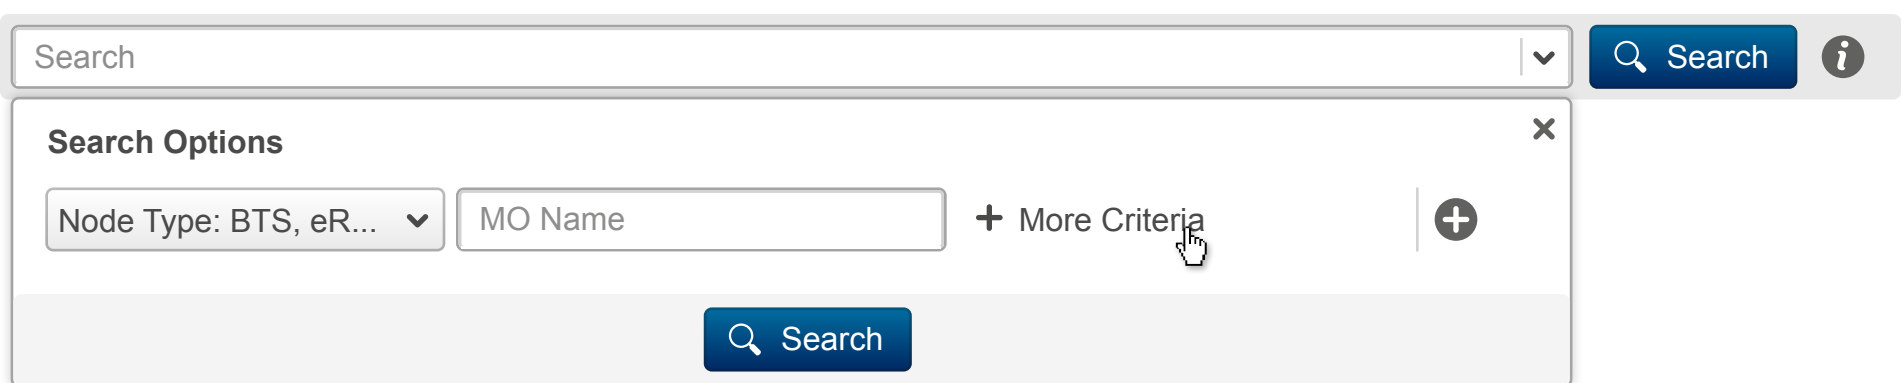 Search
Search
Search Options
Node Type: BTS, eR...
MO Name
+ More Criteria
Search